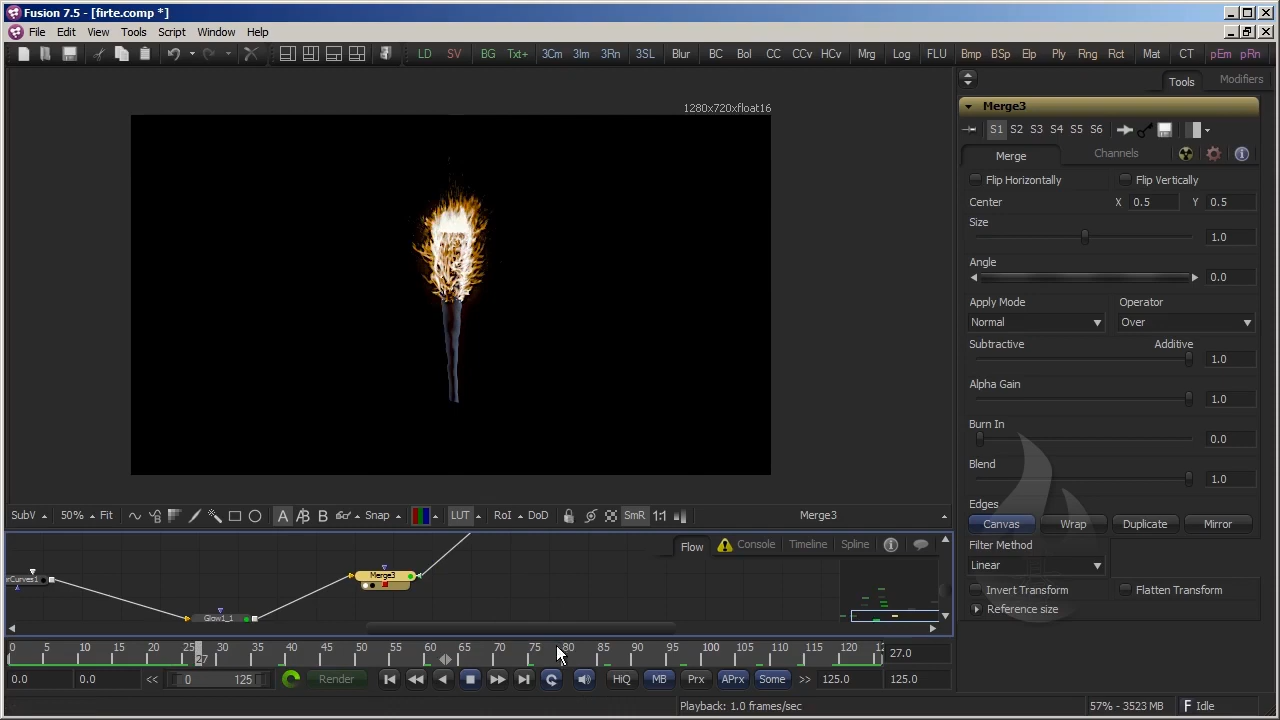 Fusion 7.5 - [firte.comp *]
File Edit View Tools Script Window Help
LD SV BG Txt+ 3Cm 3Im 3Rn 3SL Blur BC Bol CC CCv HCv Mrg Log FLU Bmp BSp Elp Ply Rng Rct Mat CT pEm pRn
Tools Modifiers
1280x720xfloat16
Merge3
S1 S2 S3 S4 S5 S6
Merge Channels
Flip Horizontally Flip Vertically
Center X 0.5 Y 0.5
Size
1.0
Angle
0.0
Apply Mode Operator
Normal Over
Subtractive Additive
1.0
Alpha Gain
1.0
Burn In
0.0
Blend
1.0
Edges
Canvas Wrap Duplicate Mirror
Filter Method
Linear
Invert Transform Flatten Transform
Reference size
SubV 50% Fit A B Snap LUT RoI DoD SmR 1:1 Merge3
Flow Console Timeline Spline
rCurves1 Merge3
Glow1_1
0 5 10 15 20 25 30 35 40 45 50 55 60 65 70 75 80 85 90 95 100 105 110 115 120 12
27 27.0
0.0 0.0 << 0 125 Render HiQ MB Prx APrx Some >> 125.0 125.0
Playback: 1.0 frames/sec 57% - 3523 MB F Idle